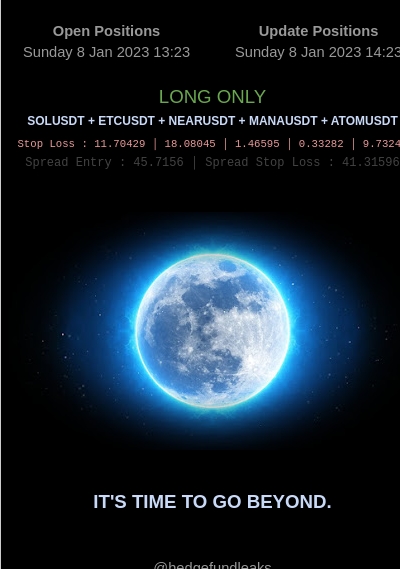 Open Positions Update Positions
Sunday 8 Jan 2023 13:23 Sunday 8 Jan 2023 14:23
LONG ONLY
SOLUSDT + ETCUSDT + NEARUSDT + MANAUSDT + ATOMUSDT
Stop Loss : 11.70429 | 18.08045 | 1.46595 | 0.33282 | 9.7324
Spread Entry : 45.7156 | Spread Stop Loss : 41.31596
IT'S TIME TO GO BEYOND.
@hedgefundleaks